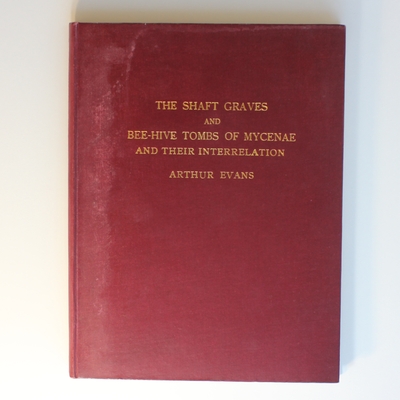 THE SHAFT GRAVES
AND
BEE-HIVE TOMBS OF MYCENAE
AND THEIR INTERRELATION
ARTHUR EVANS